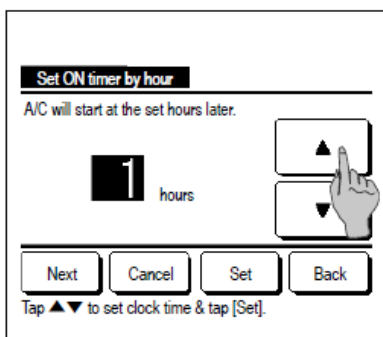 Set ON timer by hour
A/C will start at the set hours later.
▲
1 hours
▼
Next Cancel Set Back
Tap ▲▼ to set clock time & tap [Set].